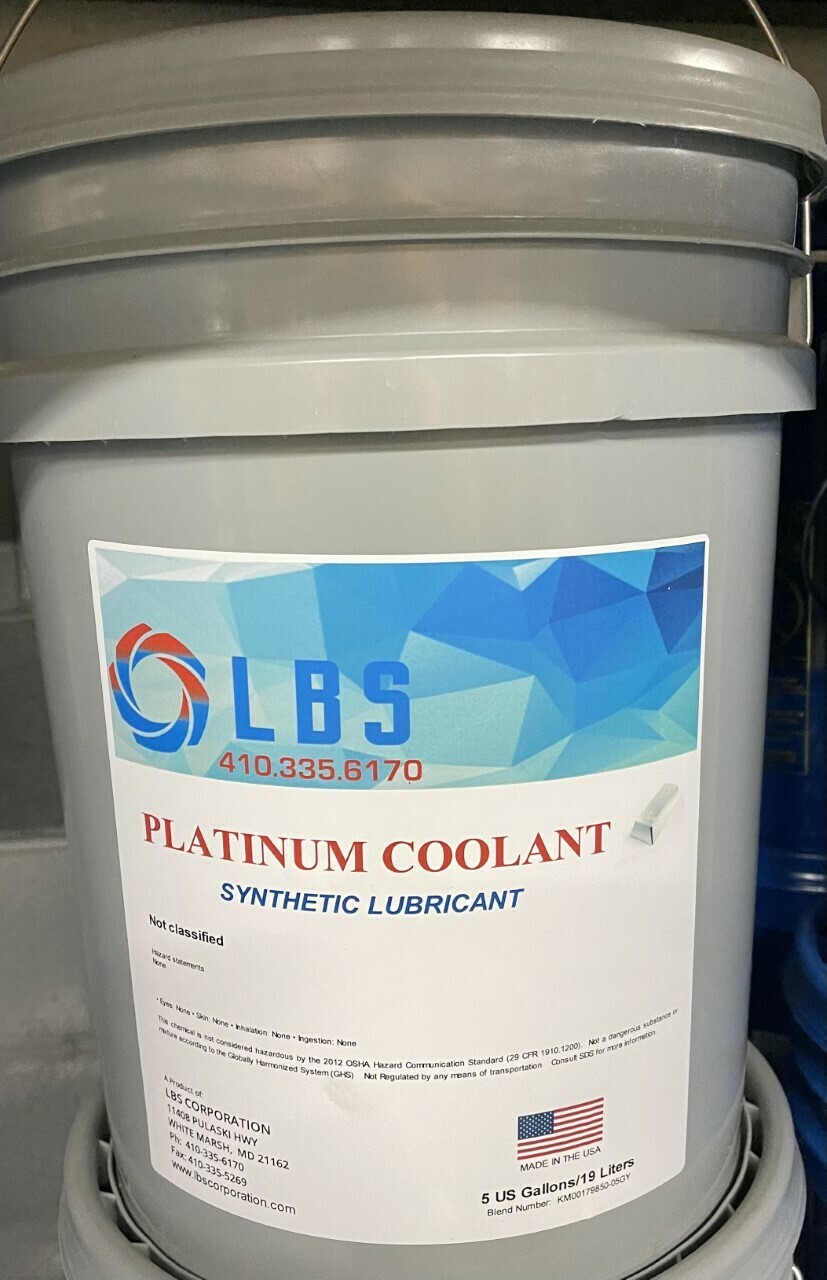 LBS
410.335.6170
PLATINUM COOLANT
SYNTHETIC LUBRICANT
Not classified
Hazard statements
None
• Eyes: None • Skin: None • Inhalation: None • Ingestion: None
This chemical is not considered hazardous by the 2012 OSHA Hazard Communication Standard (29 CFR 1910.1200). Not a dangerous substance or
mixture according to the Globally Harmonized System (GHS) Not Regulated by any means of transportation Consult SDS for more information.
A Product of:
LBS CORPORATION
11408 PULASKI HWY
WHITE MARSH, MD 21162
Ph: 410-335-6170
Fax: 410-335-5269
www.lbscorporation.com
MADE IN THE USA
5 US Gallons/19 Liters
Blend Number: KM00179850-05GY